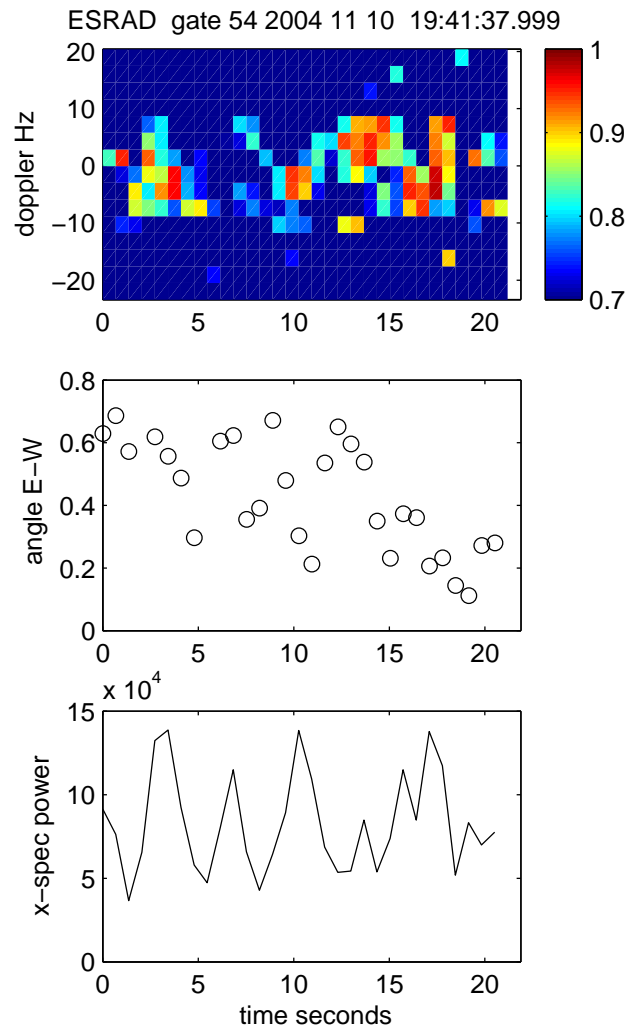 ESRAD gate 54 2004 11 10 19:41:37.999
20
10
0
−10
−20
doppler Hz
0 5 10 15 20
1
0.9
0.8
0.7
0.8
0.6
0.4
0.2
0
angle E−W
0 5 10 15 20
x 10^4
15
10
5
0
x−spec power
0 5 10 15 20
time seconds